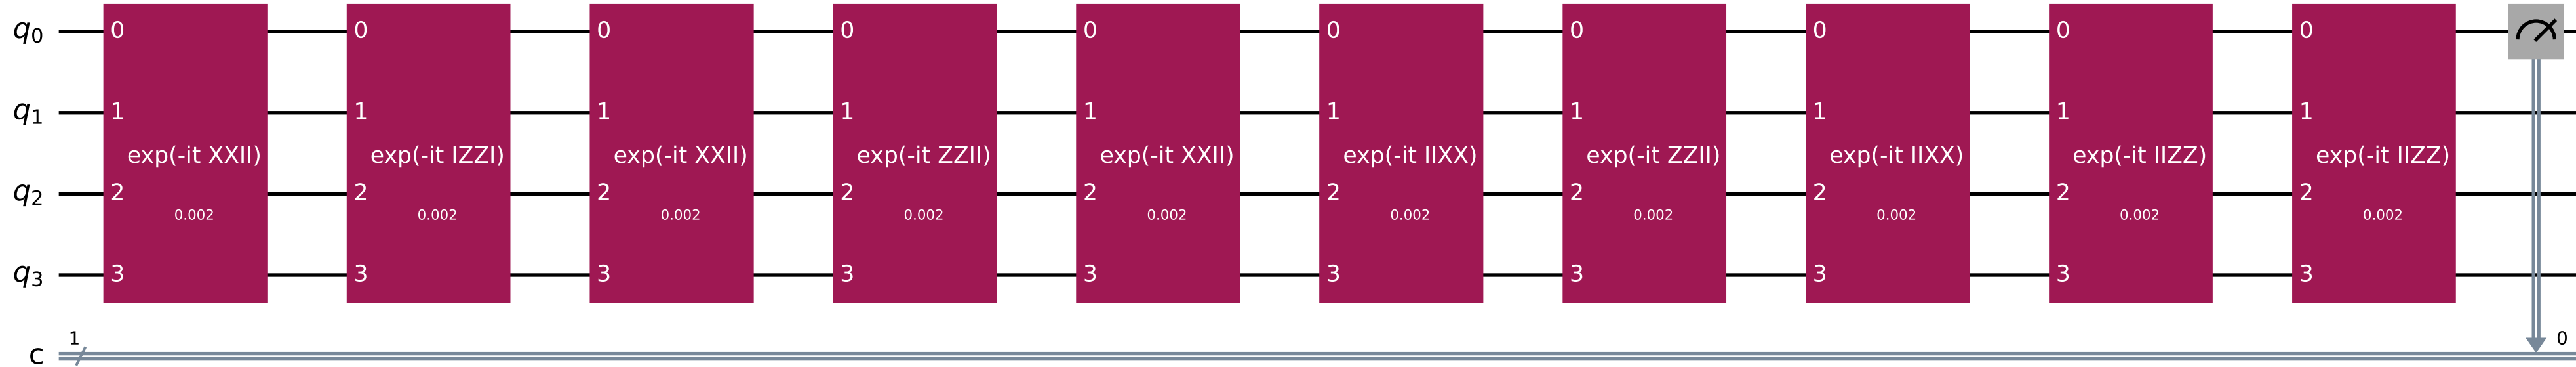 q0 0 0 0 0 0 0 0 0 0 0
q1 1 1 1 1 1 1 1 1 1 1
exp(-it XXII) exp(-it IZZI) exp(-it XXII) exp(-it ZZII) exp(-it XXII) exp(-it IIXX) exp(-it ZZII) exp(-it IIXX) exp(-it IIZZ) exp(-it IIZZ)
q2 2 2 2 2 2 2 2 2 2 2
0.002 0.002 0.002 0.002 0.002 0.002 0.002 0.002 0.002 0.002
q3 3 3 3 3 3 3 3 3 3 3
1 0
c